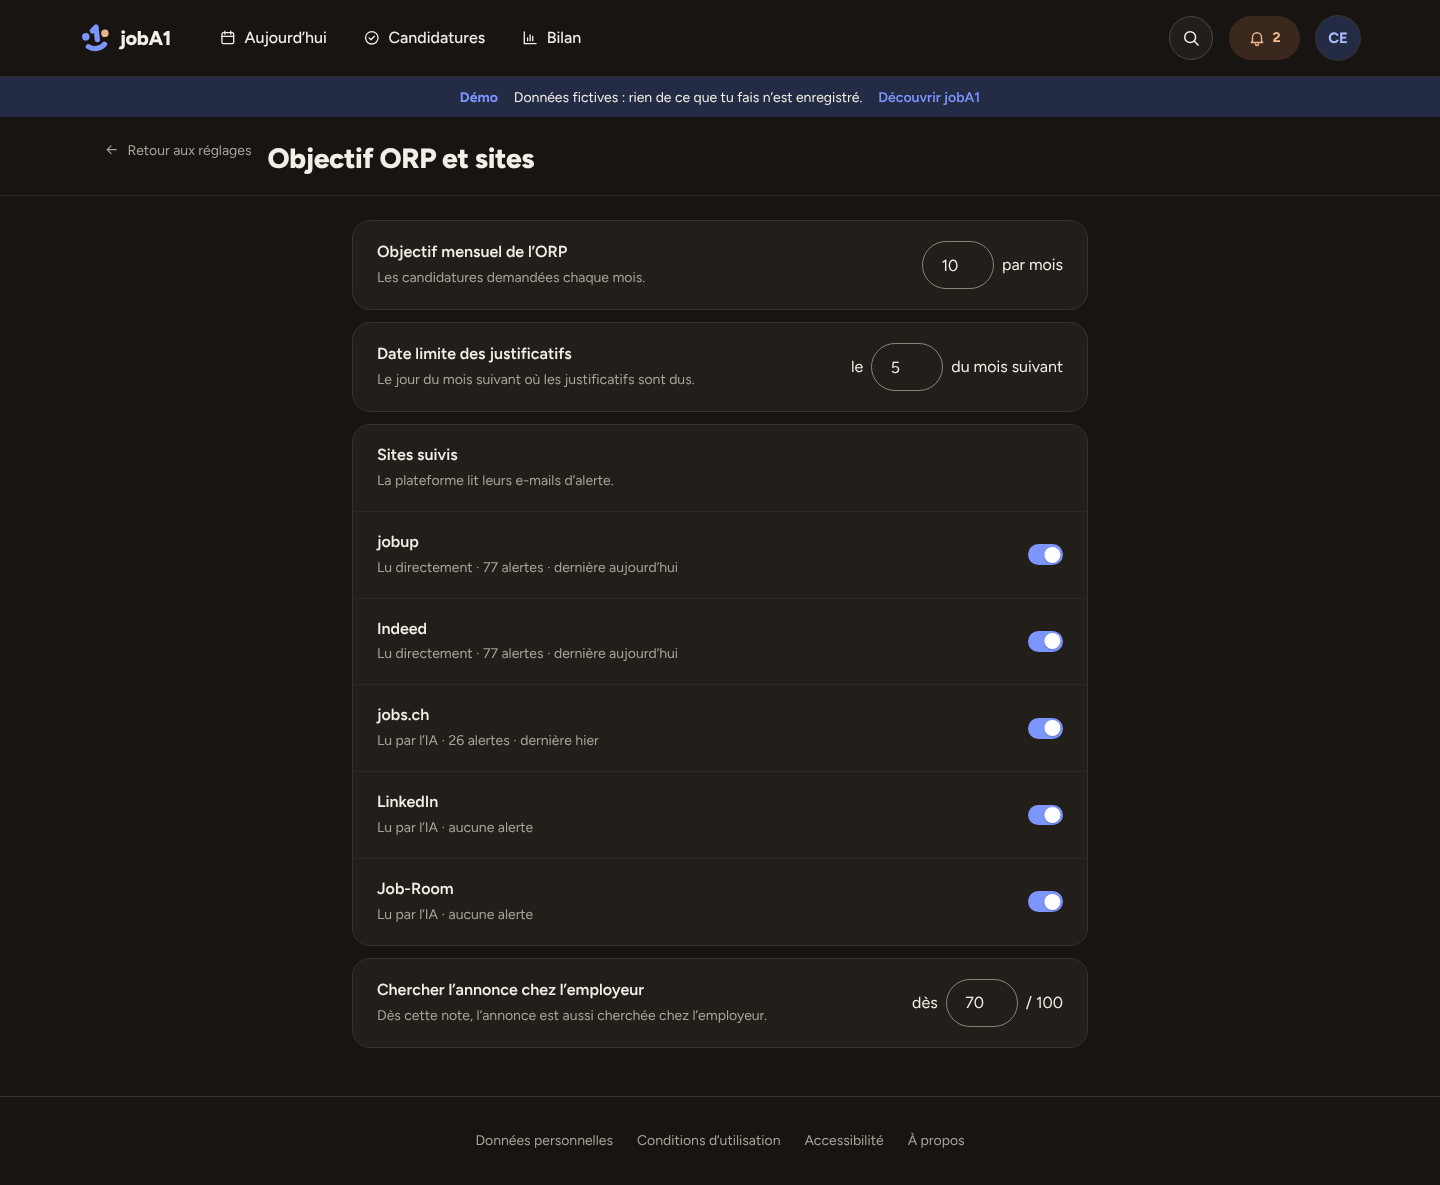 jobA1
Aujourd’hui
Candidatures
Bilan
2
CE
Démo Données fictives : rien de ce que tu fais n’est enregistré. Découvrir jobA1
← Retour aux réglages
Objectif ORP et sites
Objectif mensuel de l’ORP
Les candidatures demandées chaque mois.
10 par mois
Date limite des justificatifs
Le jour du mois suivant où les justificatifs sont dus.
le 5 du mois suivant
Sites suivis
La plateforme lit leurs e-mails d’alerte.
jobup
Lu directement · 77 alertes · dernière aujourd’hui
Indeed
Lu directement · 77 alertes · dernière aujourd’hui
jobs.ch
Lu par l’IA · 26 alertes · dernière hier
LinkedIn
Lu par l’IA · aucune alerte
Job-Room
Lu par l’IA · aucune alerte
Chercher l’annonce chez l’employeur
Dès cette note, l’annonce est aussi cherchée chez l’employeur.
dès 70 / 100
Données personnelles Conditions d’utilisation Accessibilité À propos